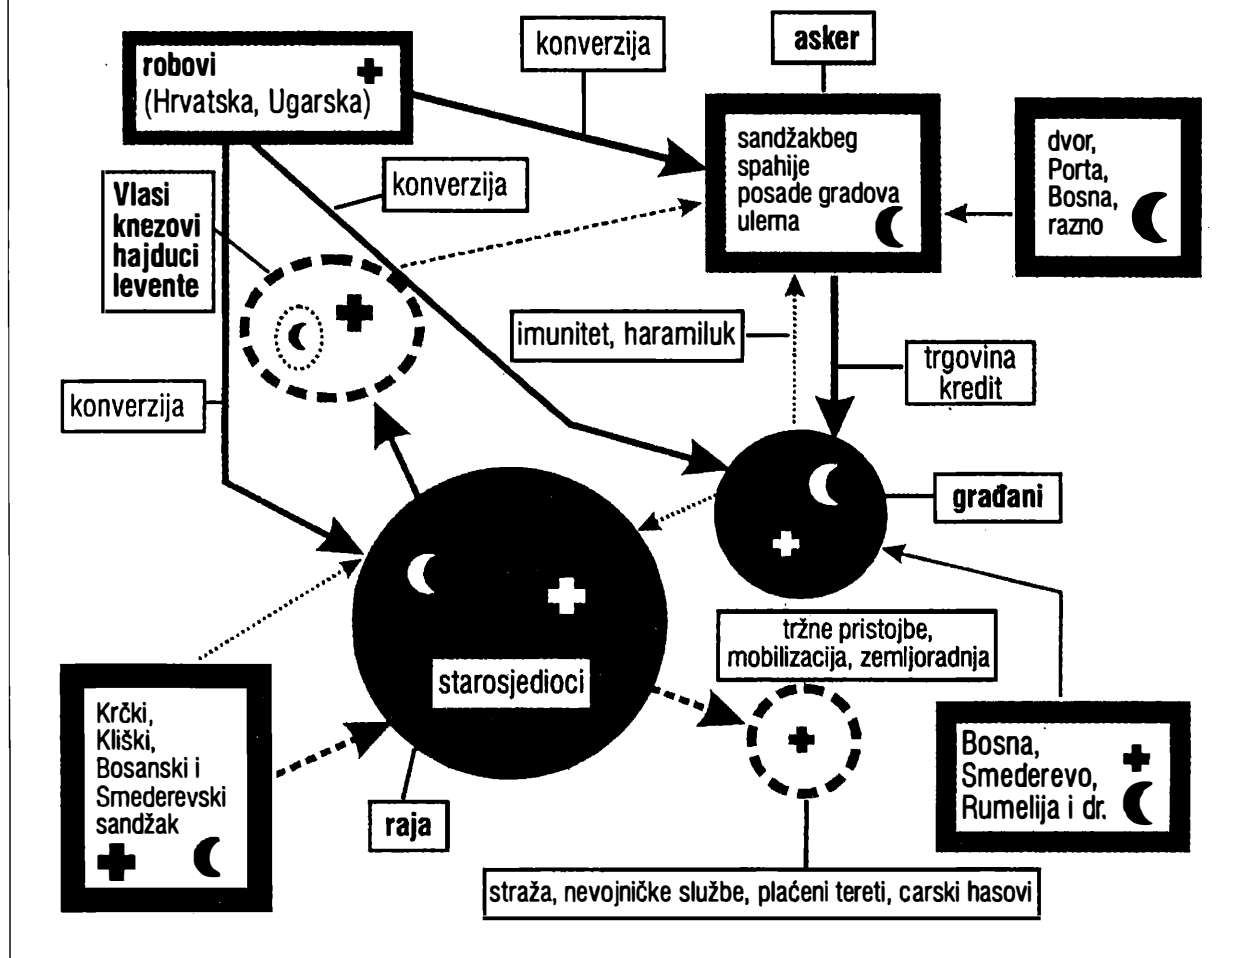 konverzija
asker
robovi
(Hrvatska, Ugarska)
sandžakbeg
spahije
posade gradova
ulema
dvor,
Porta,
Bosna,
razno
konverzija
Vlasi
knezovi
hajduci
levente
imunitet, haramiluk
trgovina
kredit
konverzija
građani
starosjedioci
tržne pristojbe,
mobilizacija, zemljoradnja
Krčki,
Kliški,
Bosanski i
Smederevski
sandžak
Bosna,
Smederevo,
Rumelija i dr.
raja
straža, nevojničke službe, plaćeni tereti, carski hasovi